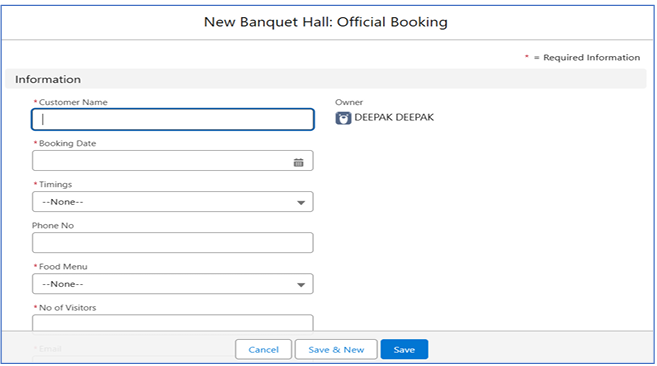 New Banquet Hall: Official Booking
* = Required Information
Information
*Customer Name
Owner
DEEPAK DEEPAK
*Booking Date
*Timings
--None--
Phone No
*Food Menu
--None--
*No of Visitors
*Email
Cancel
Save & New
Save